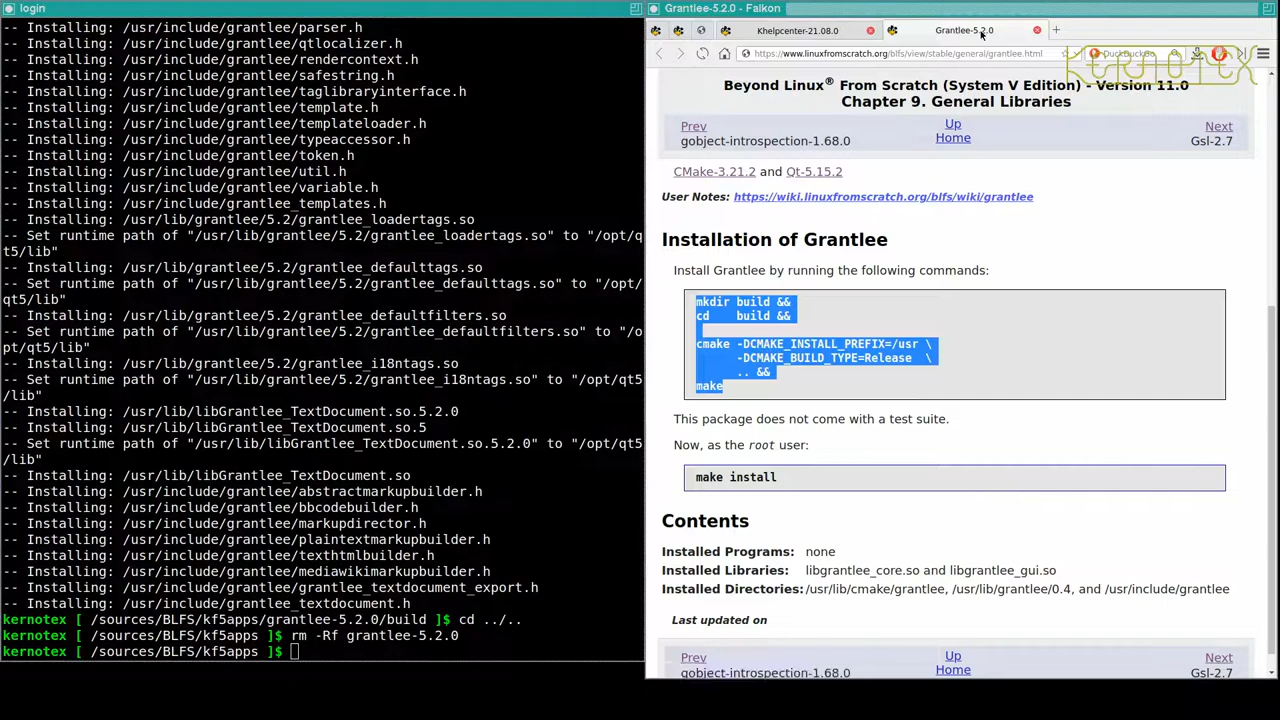 login
-- Installing: /usr/include/grantlee/parser.h
-- Installing: /usr/include/grantlee/qtlocalizer.h
-- Installing: /usr/include/grantlee/rendercontext.h
-- Installing: /usr/include/grantlee/safestring.h
-- Installing: /usr/include/grantlee/taglibraryinterface.h
-- Installing: /usr/include/grantlee/template.h
-- Installing: /usr/include/grantlee/templateloader.h
-- Installing: /usr/include/grantlee/typeaccessor.h
-- Installing: /usr/include/grantlee/token.h
-- Installing: /usr/include/grantlee/util.h
-- Installing: /usr/include/grantlee/variable.h
-- Installing: /usr/include/grantlee_templates.h
-- Installing: /usr/lib/grantlee/5.2/grantlee_loadertags.so
-- Set runtime path of "/usr/lib/grantlee/5.2/grantlee_loadertags.so" to "/opt/q
t5/lib"
-- Installing: /usr/lib/grantlee/5.2/grantlee_defaulttags.so
-- Set runtime path of "/usr/lib/grantlee/5.2/grantlee_defaulttags.so" to "/opt/
qt5/lib"
-- Installing: /usr/lib/grantlee/5.2/grantlee_defaultfilters.so
-- Set runtime path of "/usr/lib/grantlee/5.2/grantlee_defaultfilters.so" to "/o
pt/qt5/lib"
-- Installing: /usr/lib/grantlee/5.2/grantlee_i18ntags.so
-- Set runtime path of "/usr/lib/grantlee/5.2/grantlee_i18ntags.so" to "/opt/qt5
/lib"
-- Installing: /usr/lib/libGrantlee_TextDocument.so.5.2.0
-- Installing: /usr/lib/libGrantlee_TextDocument.so.5
-- Set runtime path of "/usr/lib/libGrantlee_TextDocument.so.5.2.0" to "/opt/qt5
/lib"
-- Installing: /usr/lib/libGrantlee_TextDocument.so
-- Installing: /usr/include/grantlee/abstractmarkupbuilder.h
-- Installing: /usr/include/grantlee/bbcodebuilder.h
-- Installing: /usr/include/grantlee/markupdirector.h
-- Installing: /usr/include/grantlee/plaintextmarkupbuilder.h
-- Installing: /usr/include/grantlee/texthtmlbuilder.h
-- Installing: /usr/include/grantlee/mediawikimarkupbuilder.h
-- Installing: /usr/include/grantlee/grantlee_textdocument_export.h
-- Installing: /usr/include/grantlee_textdocument.h
kernotex [ /sources/BLFS/kf5apps/grantlee-5.2.0/build ]$ cd ../..
kernotex [ /sources/BLFS/kf5apps ]$ rm -Rf grantlee-5.2.0
kernotex [ /sources/BLFS/kf5apps ]$
Grantlee-5.2.0 - Falkon
Khelpcenter-21.08.0
Grantlee-5.2.0
https://www.linuxfromscratch.org/blfs/view/stable/general/grantlee.html
DuckDuckGo
KERNOTEX
Beyond Linux® From Scratch (System V Edition) - Version 11.0
Chapter 9. General Libraries
Prev Up Next
gobject-introspection-1.68.0 Home Gsl-2.7
CMake-3.21.2 and Qt-5.15.2
User Notes: https://wiki.linuxfromscratch.org/blfs/wiki/grantlee
Installation of Grantlee
Install Grantlee by running the following commands:
mkdir build &&
cd    build &&
cmake -DCMAKE_INSTALL_PREFIX=/usr \
-DCMAKE_BUILD_TYPE=Release  \
.. &&
make
This package does not come with a test suite.
Now, as the root user:
make install
Contents
Installed Programs: none
Installed Libraries: libgrantlee_core.so and libgrantlee_gui.so
Installed Directories: /usr/lib/cmake/grantlee, /usr/lib/grantlee/0.4, and /usr/include/grantlee
Last updated on
Prev Up Next
gobject-introspection-1.68.0 Home Gsl-2.7